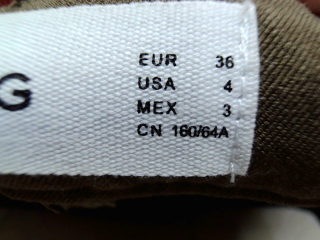 G
EUR 36
USA 4
MEX 3
CN 160/64A